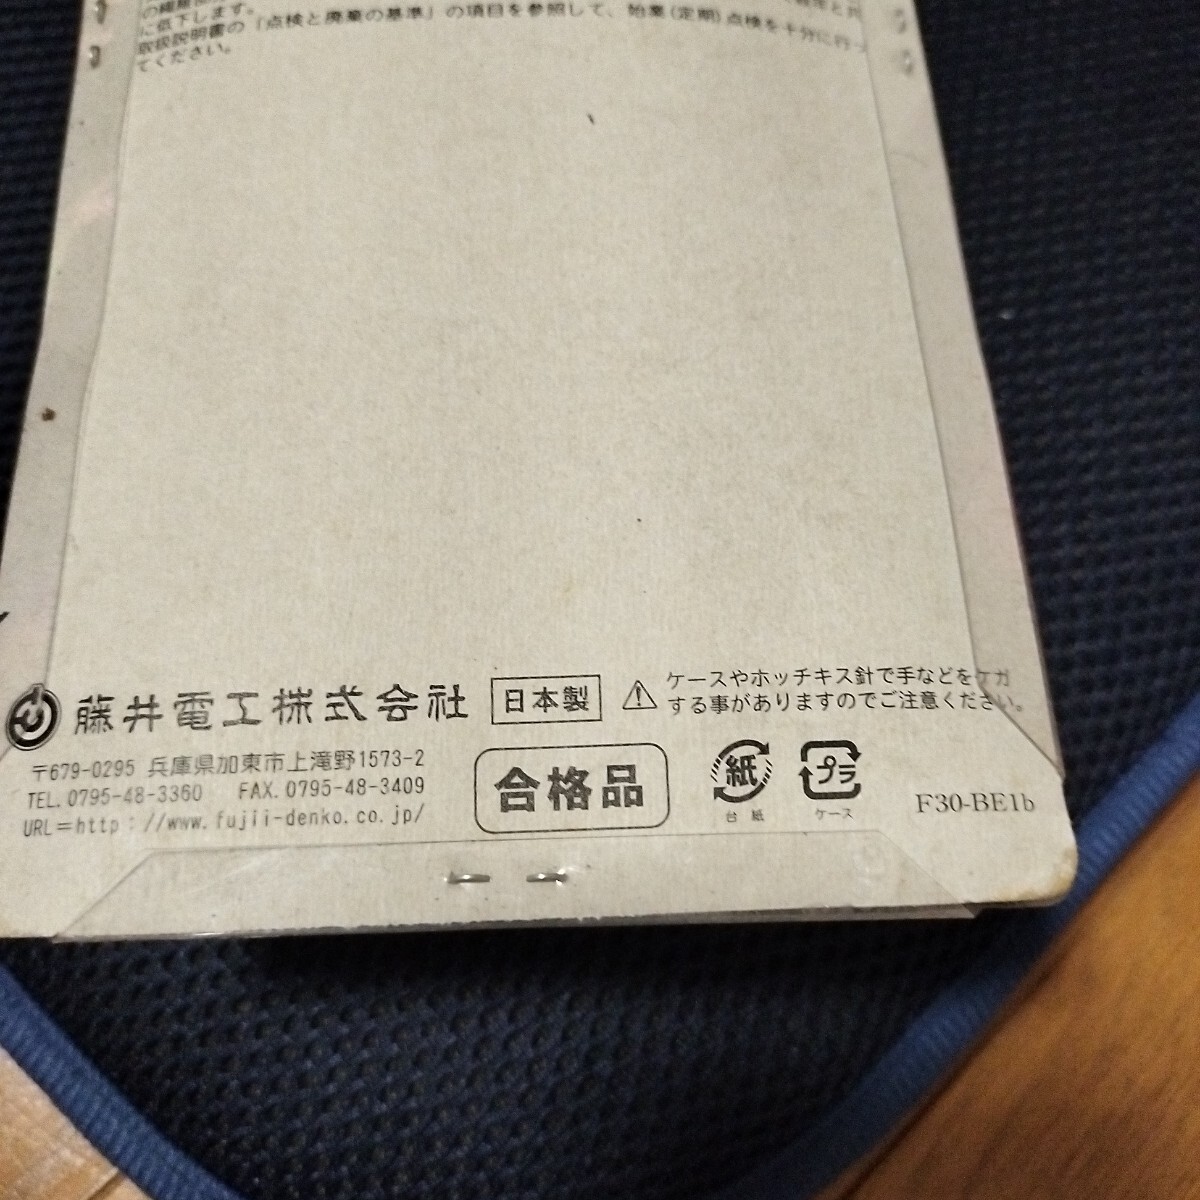 に低下します。
取扱説明書の「点検と廃棄の基準」の項目を参照して、始業(定期)点検を十分に行っ
てください。
藤井電工株式会社 日本製 ケースやホッチキス針で手などをケガ
する事がありますのでご注意ください。
〒679-0295 兵庫県加東市上滝野1573-2
TEL.0795-48-3360 FAX.0795-48-3409
URL=http://www.fujii-denko.co.jp/
合格品
紙 プラ
台紙 ケース
F30-BE1b